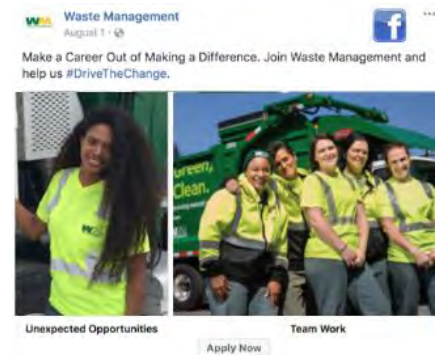 WM Waste Management
August 1 ·
Make a Career Out of Making a Difference. Join Waste Management and
help us #DriveTheChange.
WM
Green,
Clean.
Unexpected Opportunities Team Work
Apply Now